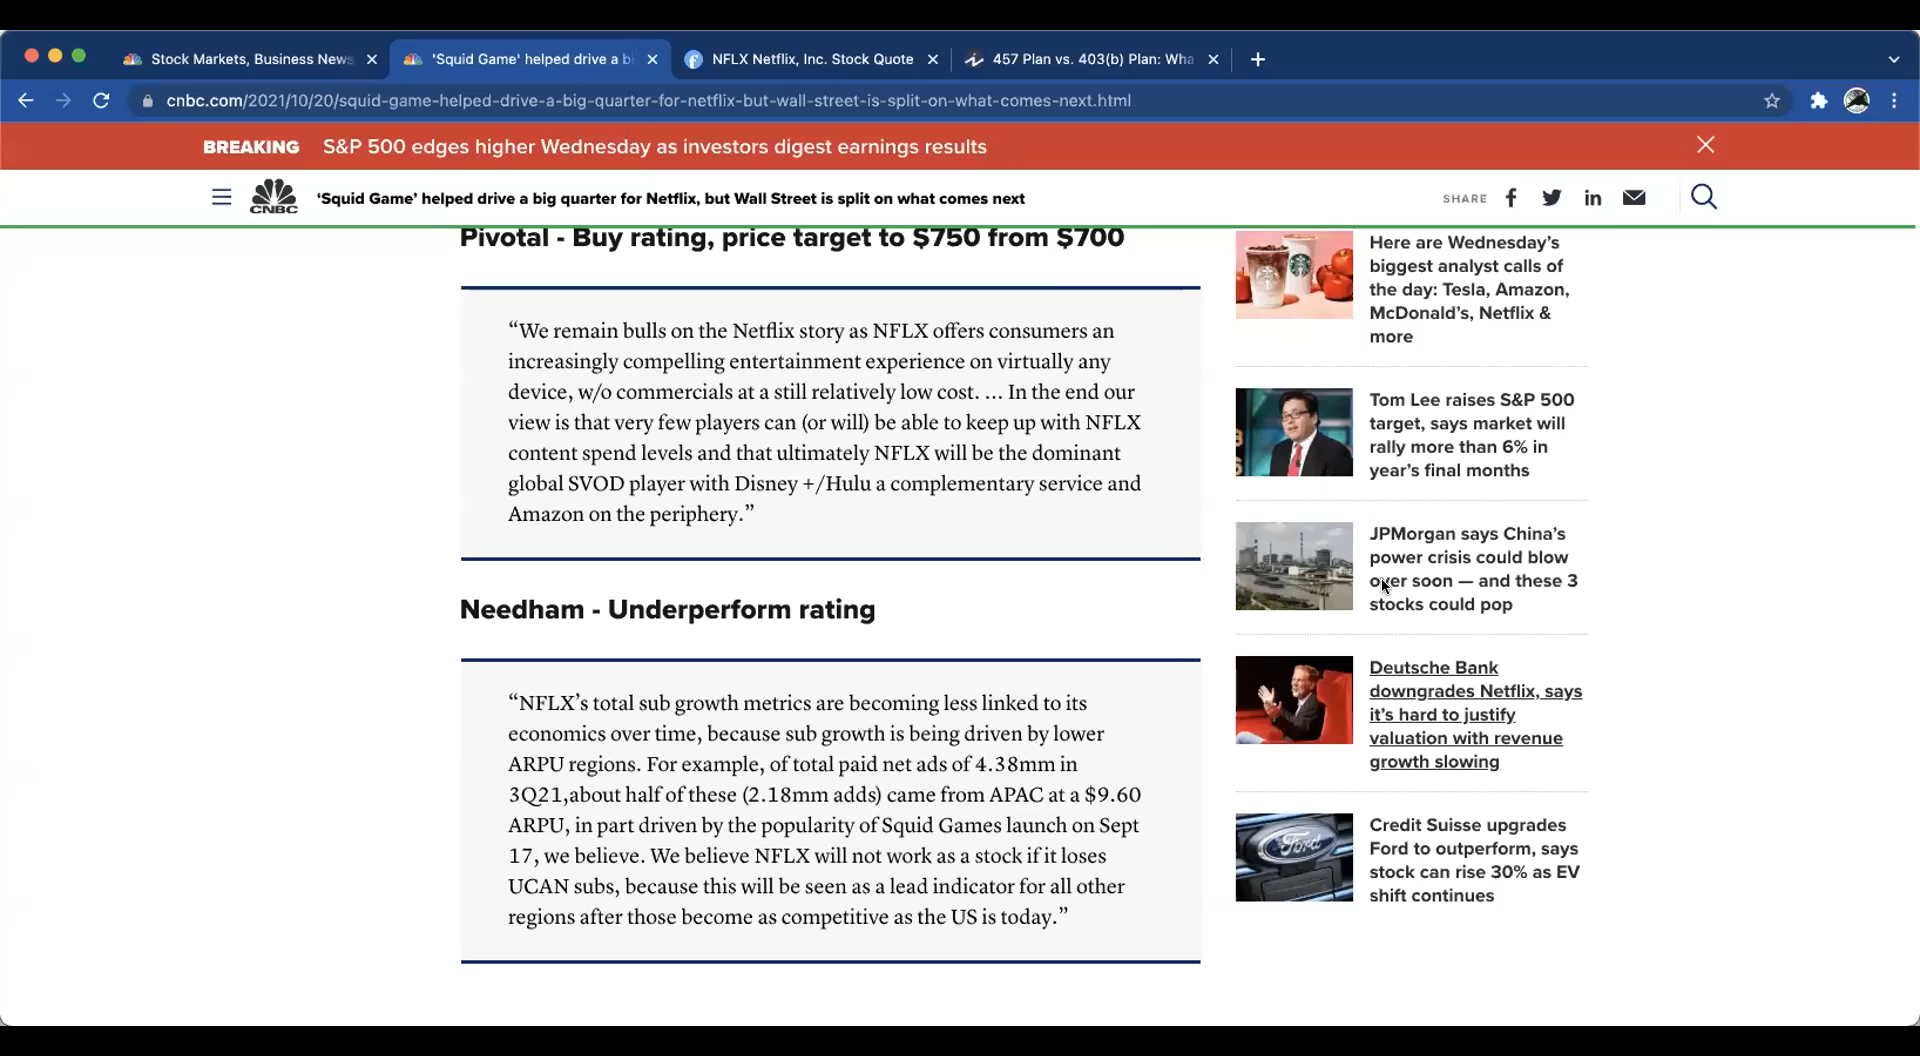 Stock Markets, Business News
'Squid Game' helped drive a bi
NFLX Netflix, Inc. Stock Quote
457 Plan vs. 403(b) Plan: Wha
cnbc.com/2021/10/20/squid-game-helped-drive-a-big-quarter-for-netflix-but-wall-street-is-split-on-what-comes-next.html
BREAKING S&P 500 edges higher Wednesday as investors digest earnings results
CNBC
‘Squid Game’ helped drive a big quarter for Netflix, but Wall Street is split on what comes next
SHARE
Pivotal - Buy rating, price target to $750 from $700
“We remain bulls on the Netflix story as NFLX offers consumers an
increasingly compelling entertainment experience on virtually any
device, w/o commercials at a still relatively low cost. … In the end our
view is that very few players can (or will) be able to keep up with NFLX
content spend levels and that ultimately NFLX will be the dominant
global SVOD player with Disney +/Hulu a complementary service and
Amazon on the periphery.”
Needham - Underperform rating
“NFLX’s total sub growth metrics are becoming less linked to its
economics over time, because sub growth is being driven by lower
ARPU regions. For example, of total paid net ads of 4.38mm in
3Q21,about half of these (2.18mm adds) came from APAC at a $9.60
ARPU, in part driven by the popularity of Squid Games launch on Sept
17, we believe. We believe NFLX will not work as a stock if it loses
UCAN subs, because this will be seen as a lead indicator for all other
regions after those become as competitive as the US is today.”
Here are Wednesday’s
biggest analyst calls of
the day: Tesla, Amazon,
McDonald’s, Netflix &
more
Tom Lee raises S&P 500
target, says market will
rally more than 6% in
year’s final months
JPMorgan says China’s
power crisis could blow
over soon — and these 3
stocks could pop
Deutsche Bank
downgrades Netflix, says
it’s hard to justify
valuation with revenue
growth slowing
Ford
Credit Suisse upgrades
Ford to outperform, says
stock can rise 30% as EV
shift continues